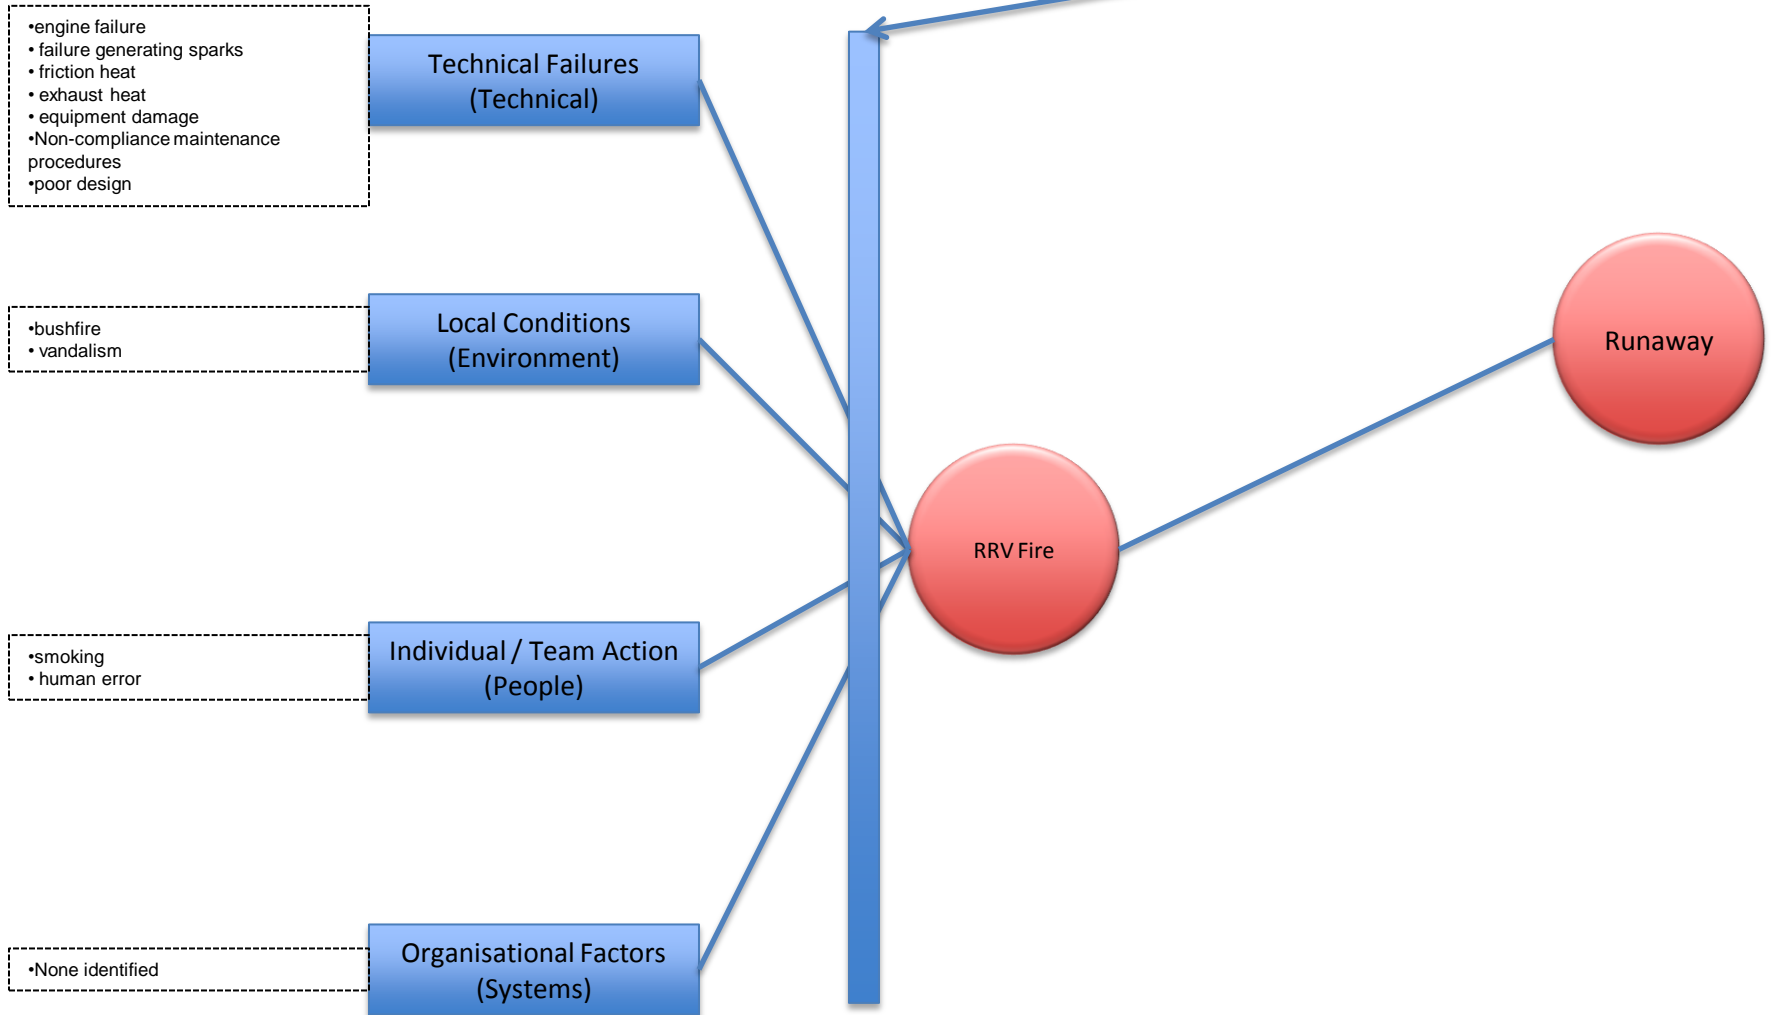 •engine failure
• failure generating sparks
• friction heat
• exhaust heat
• equipment damage
•Non-compliance maintenance
procedures
•poor design
Technical Failures
(Technical)
•bushfire
• vandalism
Local Conditions
(Environment)
Runaway
RRV Fire
•smoking
• human error
Individual / Team Action
(People)
•None identified
Organisational Factors
(Systems)